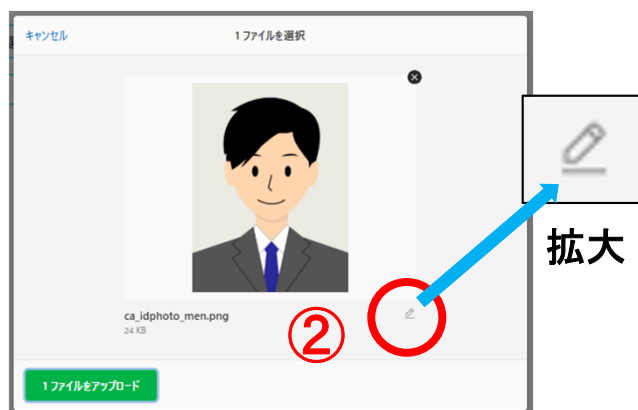 キャンセル
1 ファイルを選択
拡大
ca_idphoto_men.png
24 KB
②
1 ファイルをアップロード